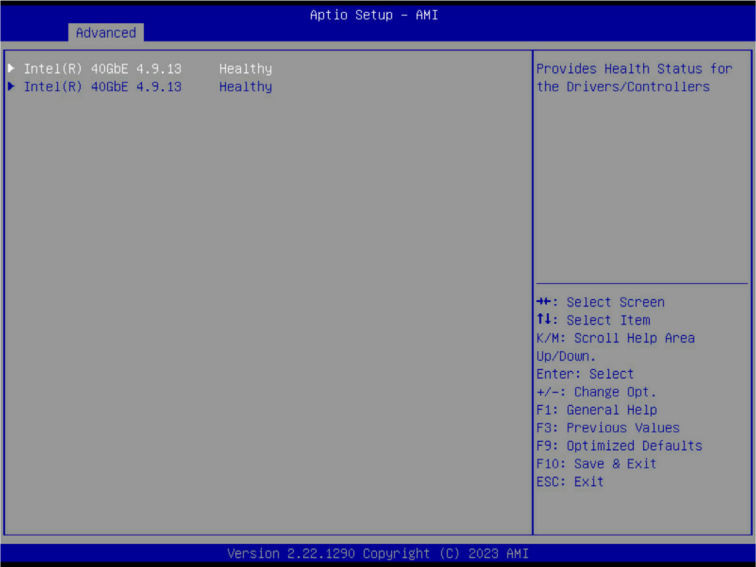 Aptio Setup – AMI
Advanced
Intel(R) 40GbE 4.9.13 Healthy
Intel(R) 40GbE 4.9.13 Healthy
Provides Health Status for
the Drivers/Controllers
→←: Select Screen
↑↓: Select Item
K/M: Scroll Help Area
Up/Down.
Enter: Select
+/-: Change Opt.
F1: General Help
F3: Previous Values
F9: Optimized Defaults
F10: Save & Exit
ESC: Exit
Version 2.22.1290 Copyright (C) 2023 AMI